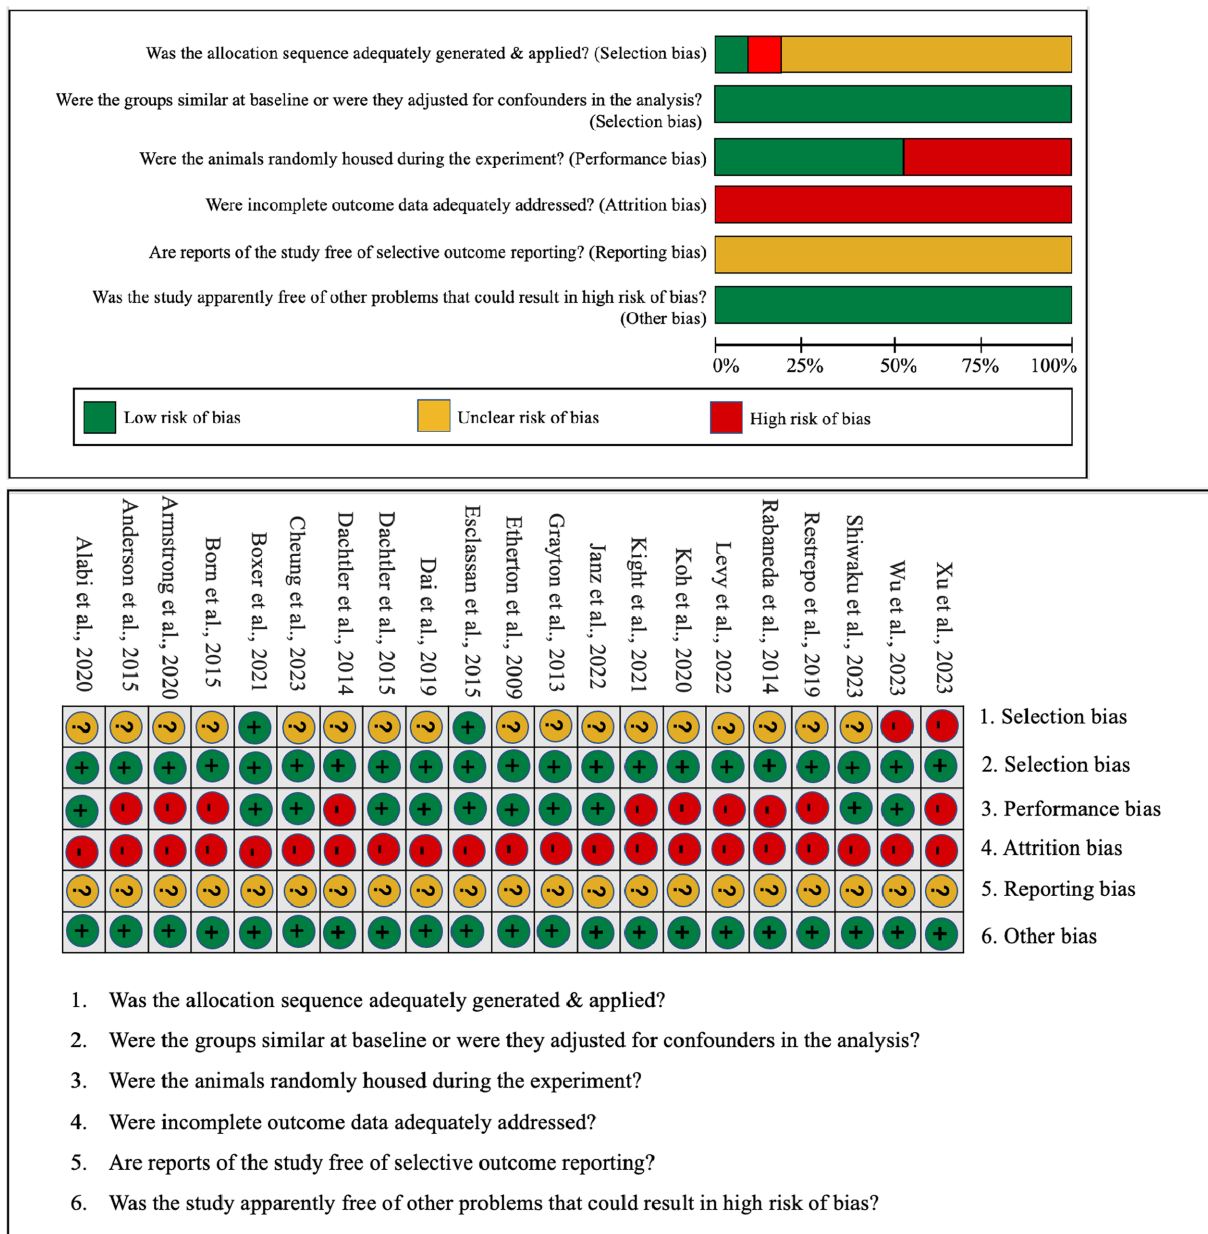 Was the allocation sequence adequately generated & applied? (Selection bias)
Were the groups similar at baseline or were they adjusted for confounders in the analysis?
(Selection bias)
Were the animals randomly housed during the experiment? (Performance bias)
Were incomplete outcome data adequately addressed? (Attrition bias)
Are reports of the study free of selective outcome reporting? (Reporting bias)
Was the study apparently free of other problems that could result in high risk of bias?
(Other bias)
0% 25% 50% 75% 100%
Low risk of bias
Unclear risk of bias
High risk of bias
Alabi et al., 2020
Anderson et al., 2015
Armstrong et al., 2020
Born et al., 2015
Boxer et al., 2021
Cheung et al., 2023
Dachtler et al., 2014
Dachtler et al., 2015
Dai et al., 2019
Esclassan et al., 2015
Etherton et al., 2009
Grayton et al., 2013
Janz et al., 2022
Kight et al., 2021
Koh et al., 2020
Levy et al., 2022
Rabaneda et al., 2014
Restrepo et al., 2019
Shiwaku et al., 2023
Wu et al., 2023
Xu et al., 2023
? ? ? ? + ? ? ? ? + ? ? ? ? ? ? ? ? ? - -
1. Selection bias
+ + + + + + + + + + + + + + + + + + + + +
2. Selection bias
+ - - - + + - + + + + + + - - - - - + + -
3. Performance bias
- - - - - - - - - - - - - - - - - - - - -
4. Attrition bias
? ? ? ? ? ? ? ? ? ? ? ? ? ? ? ? ? ? ? ? ?
5. Reporting bias
+ + + + + + + + + + + + + + + + + + + + +
6. Other bias
1. Was the allocation sequence adequately generated & applied?
2. Were the groups similar at baseline or were they adjusted for confounders in the analysis?
3. Were the animals randomly housed during the experiment?
4. Were incomplete outcome data adequately addressed?
5. Are reports of the study free of selective outcome reporting?
6. Was the study apparently free of other problems that could result in high risk of bias?